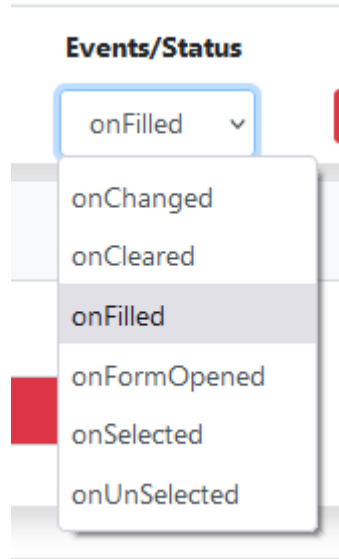 Events/Status
onFilled
onChanged
onCleared
onFilled
onFormOpened
onSelected
onUnSelected